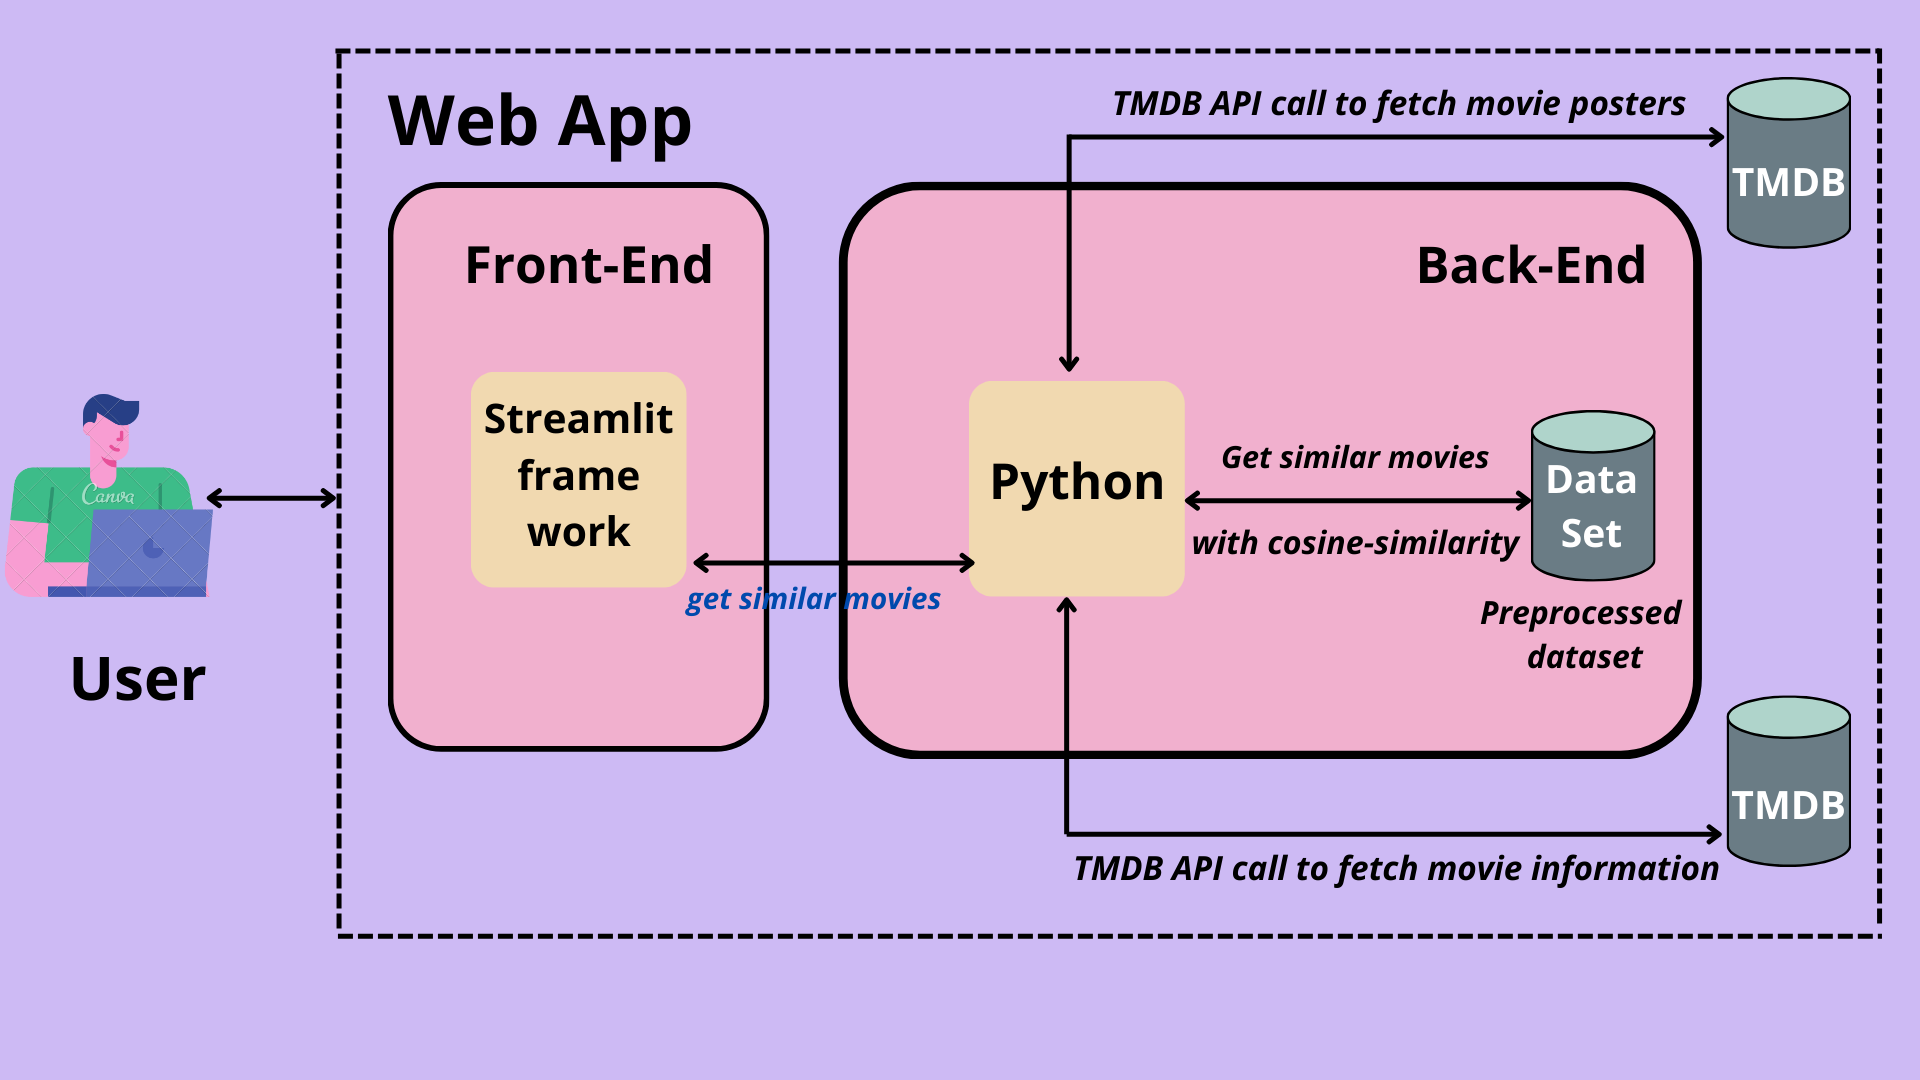 Web App
TMDB API call to fetch movie posters
TMDB
Front-End
Back-End
Streamlit
frame
work
Python
Get similar movies
with cosine-similarity
Data
Set
Preprocessed
dataset
get similar movies
Canva
User
TMDB
TMDB API call to fetch movie information